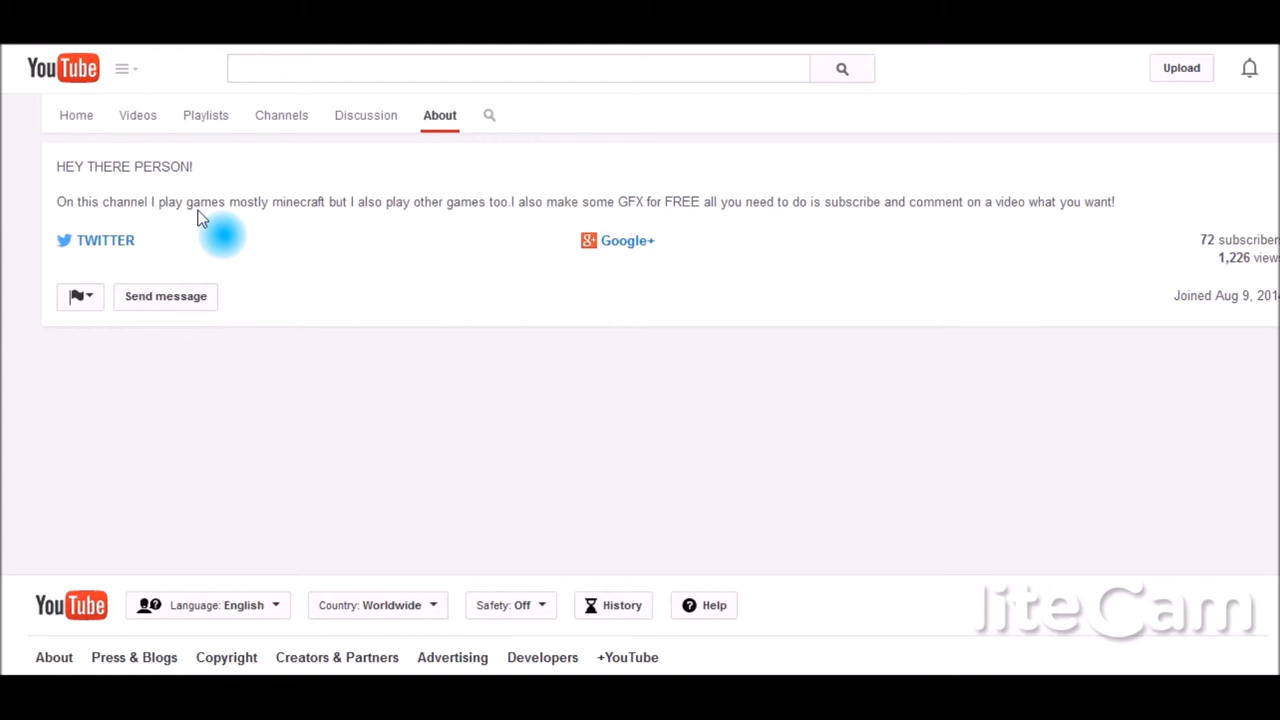 YouTube
Upload
Home Videos Playlists Channels Discussion About
HEY THERE PERSON!
On this channel I play games mostly minecraft but I also play other games too.I also make some GFX for FREE all you need to do is subscribe and comment on a video what you want!
TWITTER
Google+
72 subscriber
1,226 view
Send message
Joined Aug 9, 201
YouTube
Language: English
Country: Worldwide
Safety: Off
History
Help
liteCam
About Press & Blogs Copyright Creators & Partners Advertising Developers +YouTube